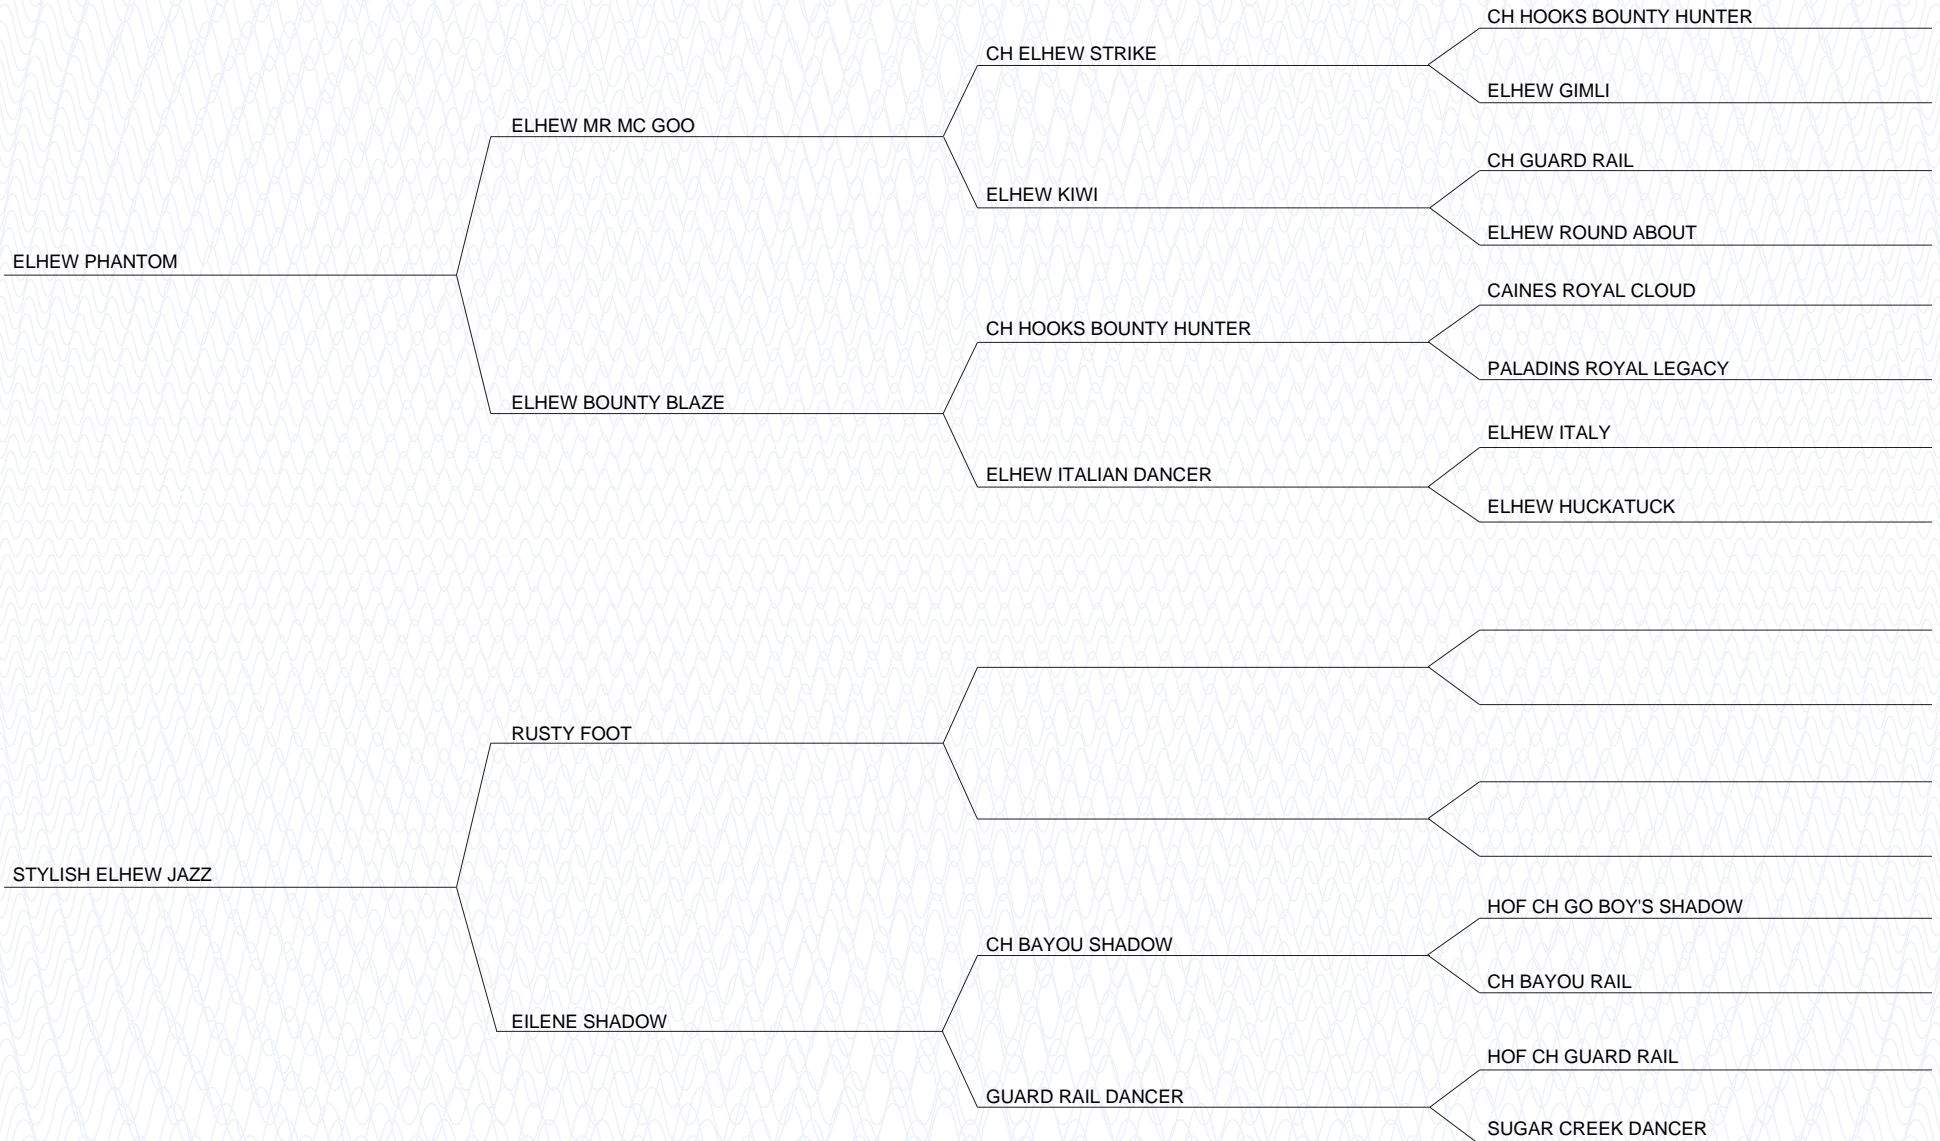 CH HOOKS BOUNTY HUNTER
CH ELHEW STRIKE
ELHEW GIMLI
ELHEW MR MC GOO
CH GUARD RAIL
ELHEW KIWI
ELHEW ROUND ABOUT
ELHEW PHANTOM
CAINES ROYAL CLOUD
CH HOOKS BOUNTY HUNTER
PALADINS ROYAL LEGACY
ELHEW BOUNTY BLAZE
ELHEW ITALY
ELHEW ITALIAN DANCER
ELHEW HUCKATUCK
RUSTY FOOT
STYLISH ELHEW JAZZ
HOF CH GO BOY'S SHADOW
CH BAYOU SHADOW
CH BAYOU RAIL
EILENE SHADOW
HOF CH GUARD RAIL
GUARD RAIL DANCER
SUGAR CREEK DANCER